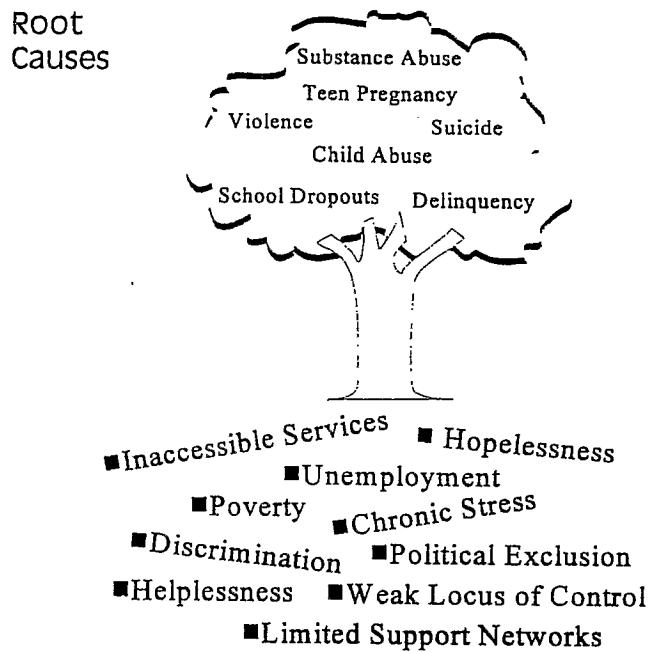 Root
Causes
Substance Abuse
Teen Pregnancy
Violence
Suicide
Child Abuse
School Dropouts
Delinquency
■Inaccessible Services
■ Hopelessness
■Unemployment
■Poverty
■Chronic Stress
■Discrimination
■Political Exclusion
■Helplessness
■Weak Locus of Control
■Limited Support Networks